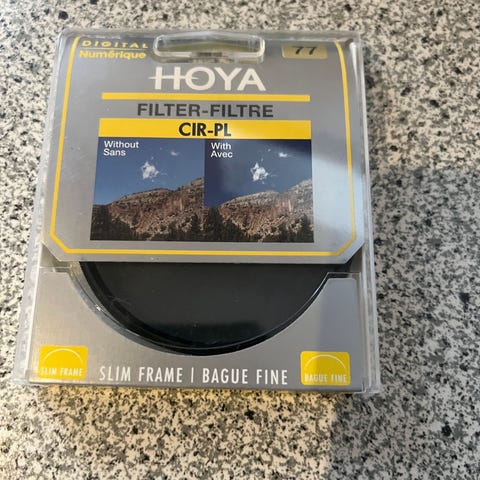 DIGITAL
Numérique
77
HOYA
FILTER-FILTRE
CIR-PL
Without
Sans
With
Avec
SLIM FRAME
SLIM FRAME | BAGUE FINE
BAGUE FINE